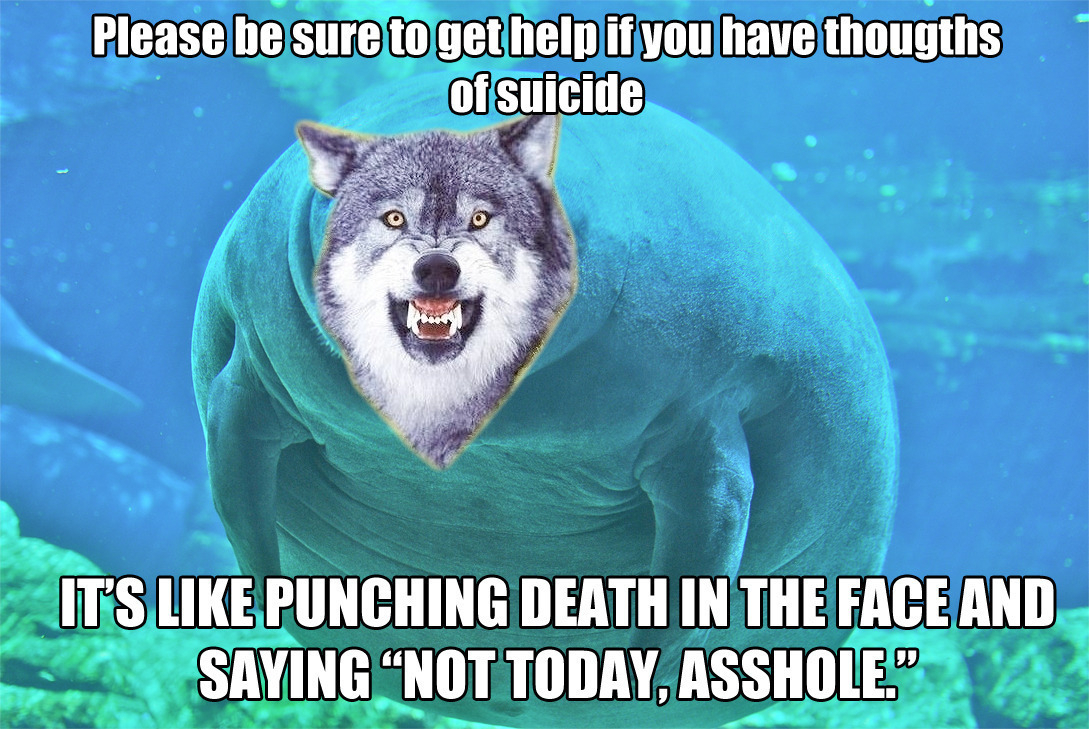 Please be sure to get help if you have thougths
of suicide
IT'S LIKE PUNCHING DEATH IN THE FACE AND
SAYING “NOT TODAY, ASSHOLE.”